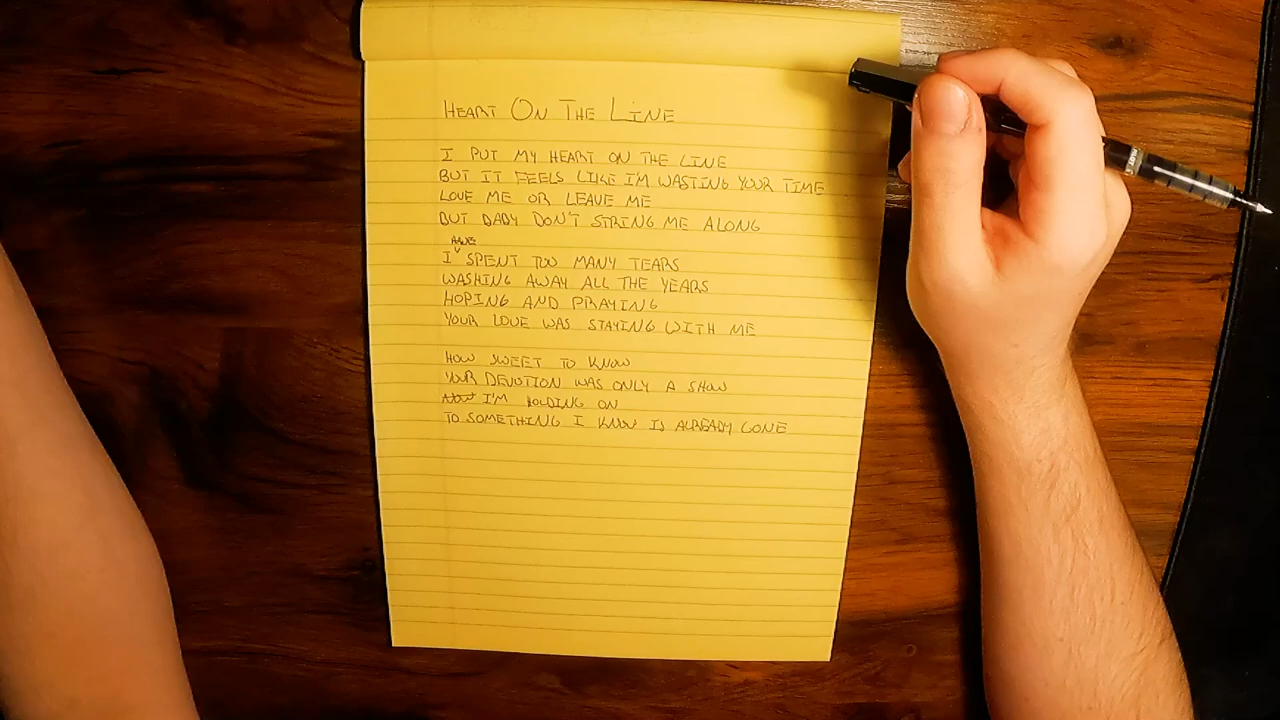 HEART ON THE LINE
I PUT MY HEART ON THE LINE
BUT IT FEELS LIKE I'M WASTING YOUR TIME
LOVE ME OR LEAVE ME
BUT BABY DON'T STRING ME ALONG
I HAVE SPENT TOO MANY TEARS
WASHING AWAY ALL THE YEARS
HOPING AND PRAYING
YOUR LOVE WAS STAYING WITH ME
HOW SWEET TO KNOW
YOUR DEVOTION WAS ONLY A SHOW
I'M HOLDING ON
TO SOMETHING I KNOW IS ALREADY GONE